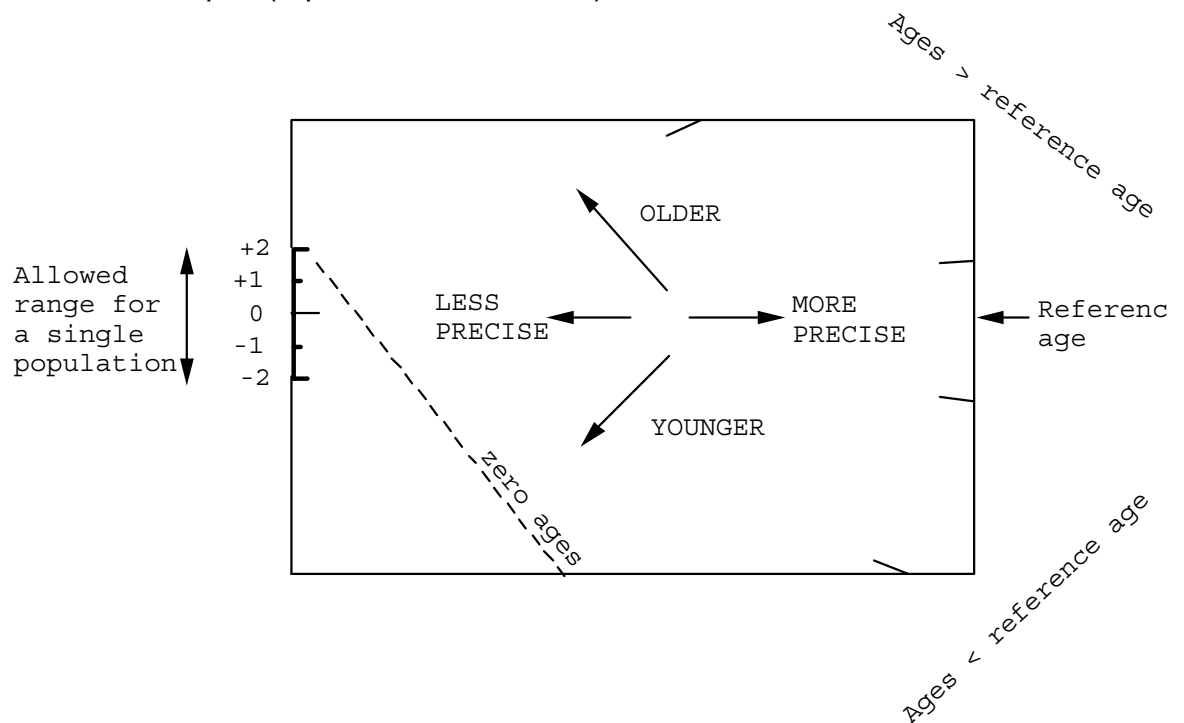 Ages > reference age
OLDER
+2
+1
0
-1
-2
Allowed
range for
a single
population
LESS
PRECISE
MORE
PRECISE
Referenc
age
YOUNGER
zero ages
Ages < reference age